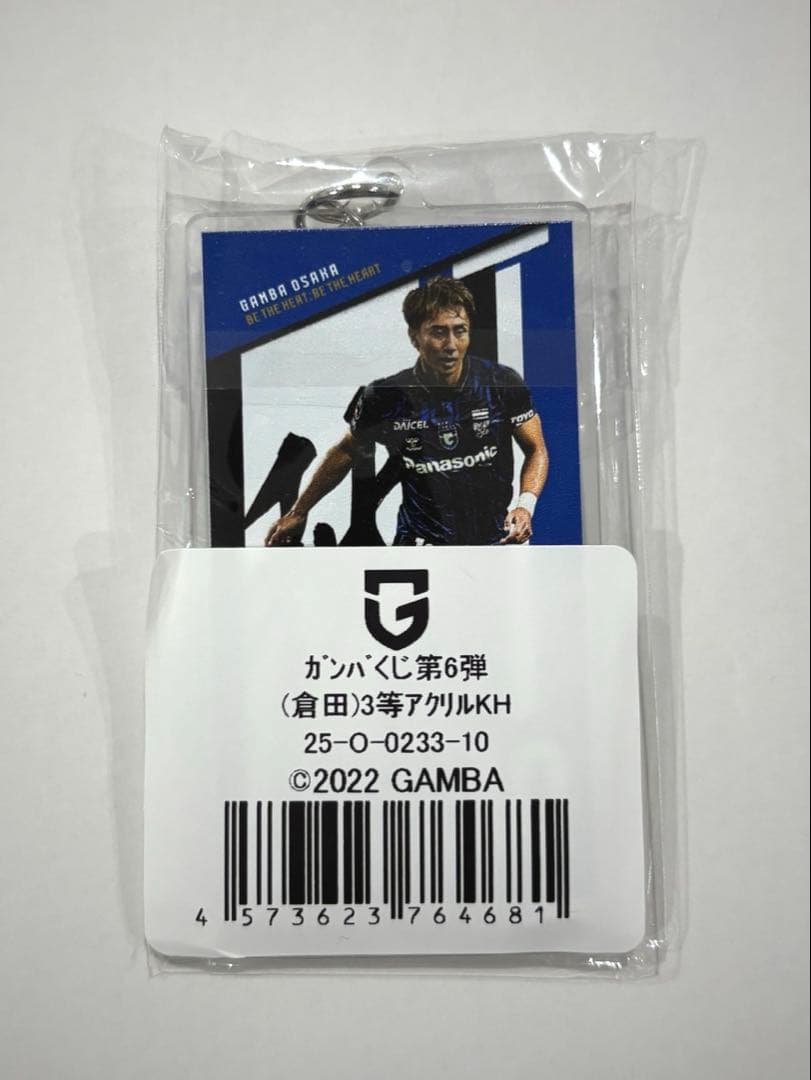 GAMBA OSAKA
BE THE HEAT, BE THE HEART
DAICEL
TOYO
Panasonic
G
ｶﾞﾝﾊﾞくじ第6弾
(倉田)3等ｱｸﾘﾙKH
25-O-0233-10
©2022 GAMBA
4 573623 764681